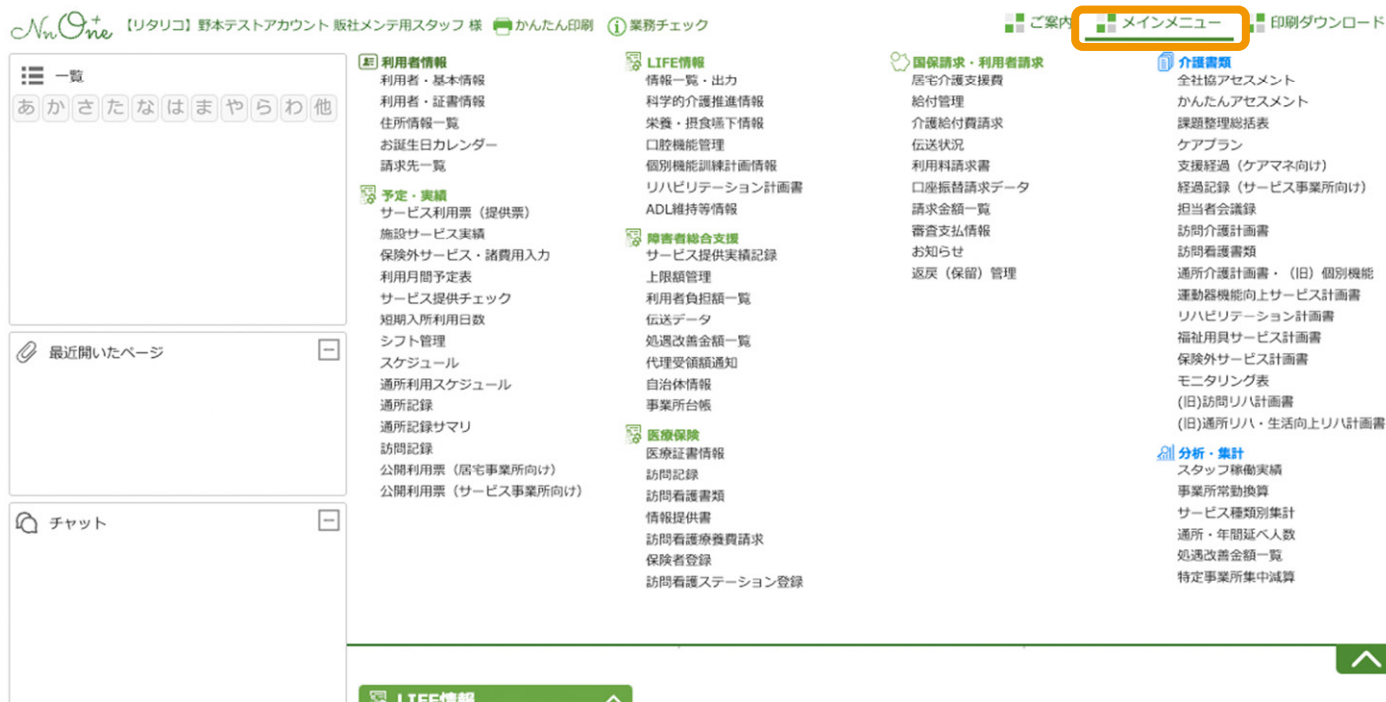 NnOne 【リタリコ】野本テストアカウント 販社メンテ用スタッフ 様 かんたん印刷 業務チェック ご案内 メインメニュー 印刷ダウンロード
一覧
あ か さ た な は ま や ら わ 他
最近開いたページ
チャット
利用者情報
利用者・基本情報
利用者・証書情報
住所情報一覧
お誕生日カレンダー
請求先一覧
予定・実績
サービス利用票（提供票）
施設サービス実績
保険外サービス・諸費用入力
利用月間予定表
サービス提供チェック
短期入所利用日数
シフト管理
スケジュール
通所利用スケジュール
通所記録
通所記録サマリ
訪問記録
公開利用票（居宅事業所向け）
公開利用票（サービス事業所向け）
LIFE情報
情報一覧・出力
科学的介護推進情報
栄養・摂食嚥下情報
口腔機能管理
個別機能訓練計画情報
リハビリテーション計画書
ADL維持等情報
障害者総合支援
サービス提供実績記録
上限額管理
利用者負担額一覧
伝送データ
処遇改善金額一覧
代理受領額通知
自治体情報
事業所台帳
医療保険
医療証書情報
訪問記録
訪問看護書類
情報提供書
訪問看護療養費請求
保険者登録
訪問看護ステーション登録
国保請求・利用者請求
居宅介護支援費
給付管理
介護給付費請求
伝送状況
利用料請求書
口座振替請求データ
請求金額一覧
審査支払情報
お知らせ
返戻（保留）管理
介護書類
全社協アセスメント
かんたんアセスメント
課題整理総括表
ケアプラン
支援経過（ケアマネ向け）
経過記録（サービス事業所向け）
担当者会議録
訪問介護計画書
訪問看護書類
通所介護計画書・（旧）個別機能
運動器機能向上サービス計画書
リハビリテーション計画書
福祉用具サービス計画書
保険外サービス計画書
モニタリング表
(旧)訪問リハ計画書
(旧)通所リハ・生活向上リハ計画書
分析・集計
スタッフ稼働実績
事業所常勤換算
サービス種類別集計
通所・年間延べ人数
処遇改善金額一覧
特定事業所集中減算
LIFE情報